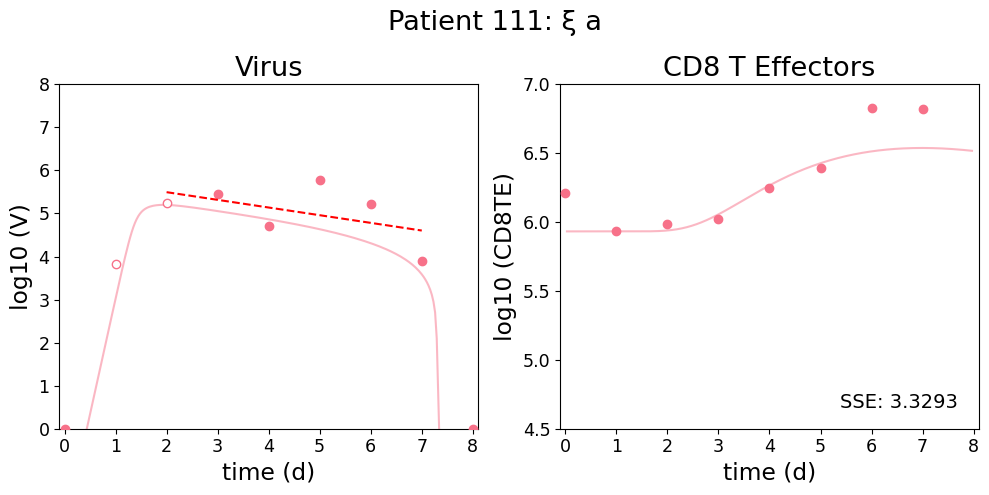 Patient 111: ξ a
Virus
CD8 T Effectors
log10 (V)
8
7
6
5
4
3
2
1
0
0 1 2 3 4 5 6 7 8
time (d)
log10 (CD8TE)
7.0
6.5
6.0
5.5
5.0
4.5
SSE: 3.3293
0 1 2 3 4 5 6 7 8
time (d)